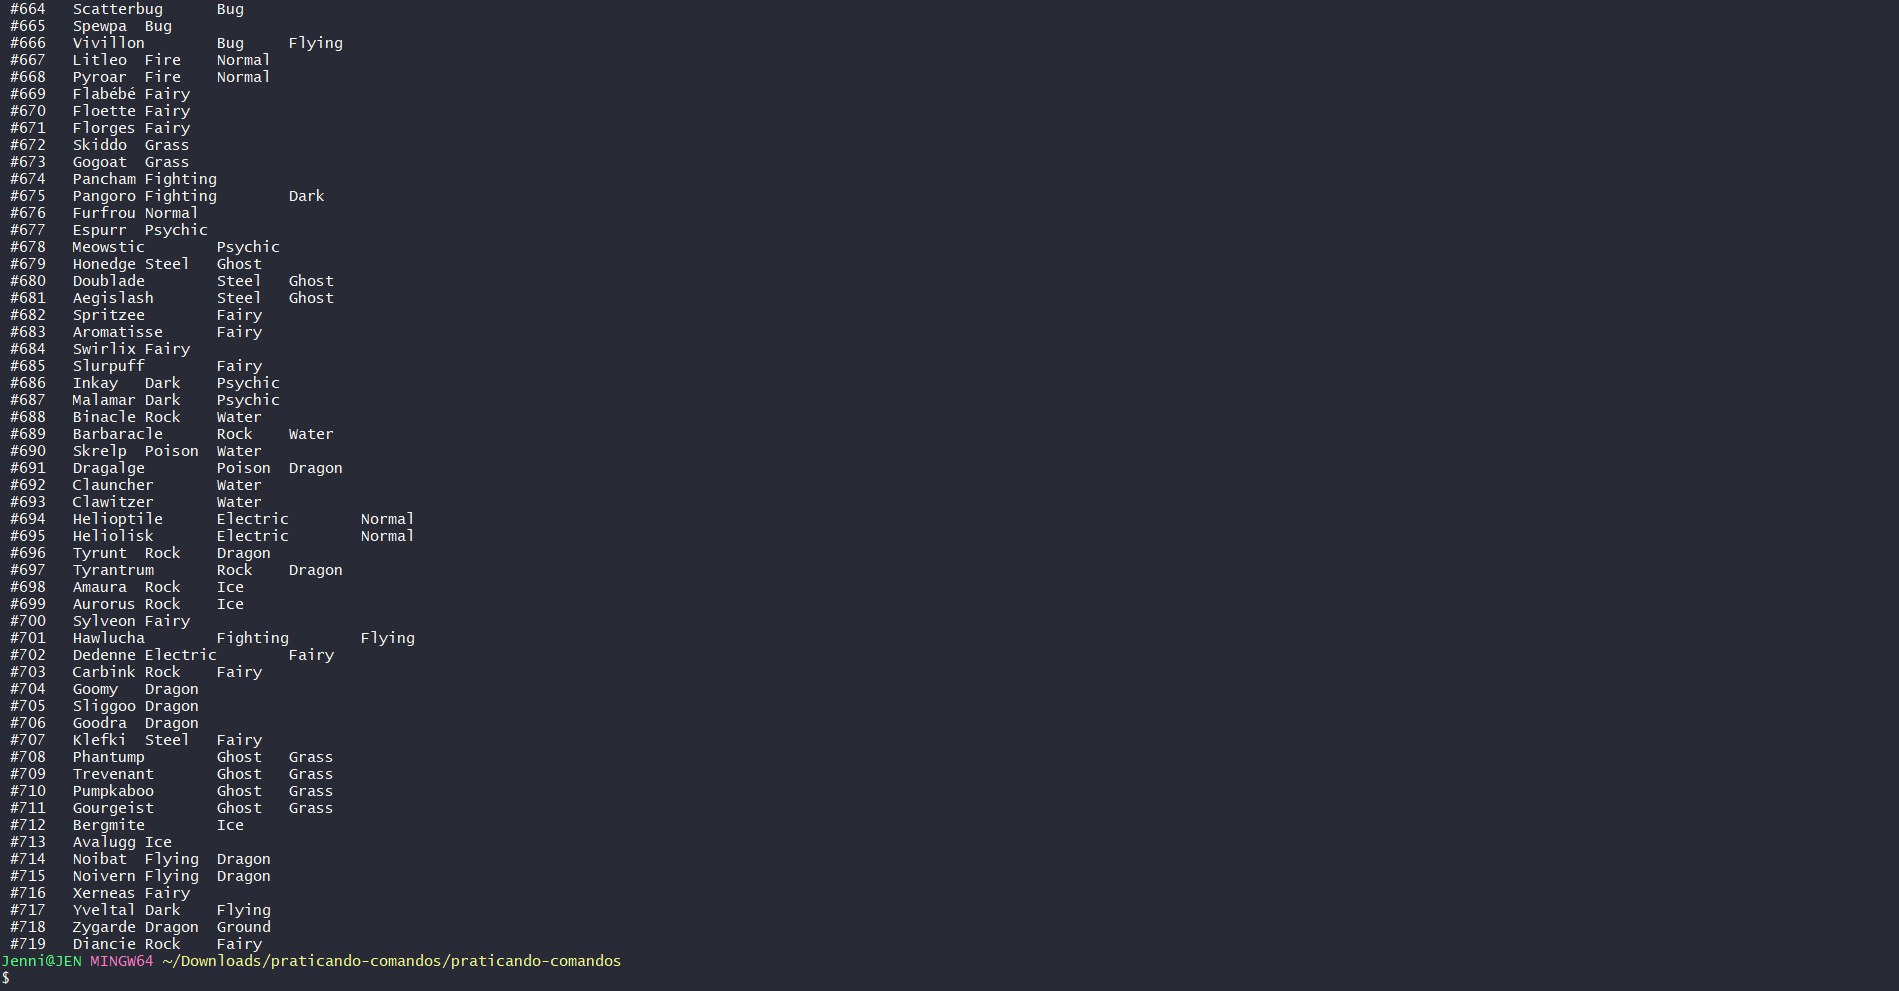 #664 Scatterbug Bug
#665 Spewpa Bug
#666 Vivillon Bug Flying
#667 Litleo Fire Normal
#668 Pyroar Fire Normal
#669 Flabébé Fairy
#670 Floette Fairy
#671 Florges Fairy
#672 Skiddo Grass
#673 Gogoat Grass
#674 Pancham Fighting
#675 Pangoro Fighting Dark
#676 Furfrou Normal
#677 Espurr Psychic
#678 Meowstic Psychic
#679 Honedge Steel Ghost
#680 Doublade Steel Ghost
#681 Aegislash Steel Ghost
#682 Spritzee Fairy
#683 Aromatisse Fairy
#684 Swirlix Fairy
#685 Slurpuff Fairy
#686 Inkay Dark Psychic
#687 Malamar Dark Psychic
#688 Binacle Rock Water
#689 Barbaracle Rock Water
#690 Skrelp Poison Water
#691 Dragalge Poison Dragon
#692 Clauncher Water
#693 Clawitzer Water
#694 Helioptile Electric Normal
#695 Heliolisk Electric Normal
#696 Tyrunt Rock Dragon
#697 Tyrantrum Rock Dragon
#698 Amaura Rock Ice
#699 Aurorus Rock Ice
#700 Sylveon Fairy
#701 Hawlucha Fighting Flying
#702 Dedenne Electric Fairy
#703 Carbink Rock Fairy
#704 Goomy Dragon
#705 Sliggoo Dragon
#706 Goodra Dragon
#707 Klefki Steel Fairy
#708 Phantump Ghost Grass
#709 Trevenant Ghost Grass
#710 Pumpkaboo Ghost Grass
#711 Gourgeist Ghost Grass
#712 Bergmite Ice
#713 Avalugg Ice
#714 Noibat Flying Dragon
#715 Noivern Flying Dragon
#716 Xerneas Fairy
#717 Yveltal Dark Flying
#718 Zygarde Dragon Ground
#719 Diancie Rock Fairy
Jenni@JEN MINGW64 ~/Downloads/praticando-comandos/praticando-comandos
$